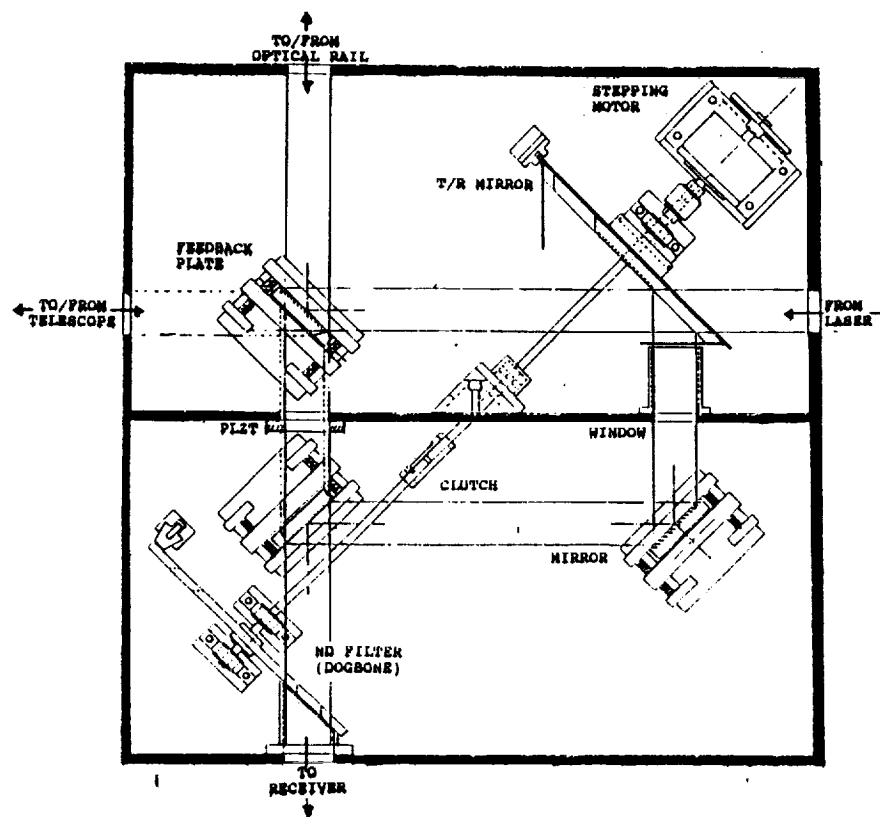 TO/FROM
OPTICAL RAIL
STEPPING
MOTOR
T/R MIRROR
FEEDBACK
PLATE
TO/FROM
TELESCOPE
FROM
LASER
PLZT
WINDOW
CLUTCH
MIRROR
ND FILTER
(DOGBONE)
TO
RECEIVER